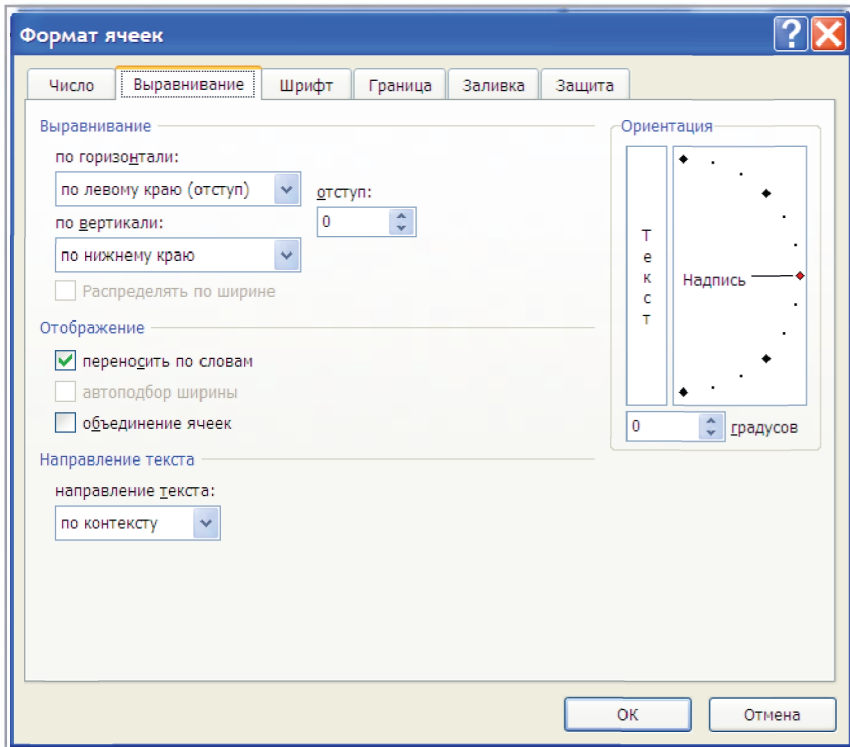 Формат ячеек
Число Выравнивание Шрифт Граница Заливка Защита
Выравнивание
по горизонтали:
по левому краю (отступ)
отступ:
0
по вертикали:
по нижнему краю
Распределять по ширине
Отображение
переносить по словам
автоподбор ширины
объединение ячеек
Направление текста
направление текста:
по контексту
Ориентация
Текст
Надпись
0 градусов
ОК Отмена